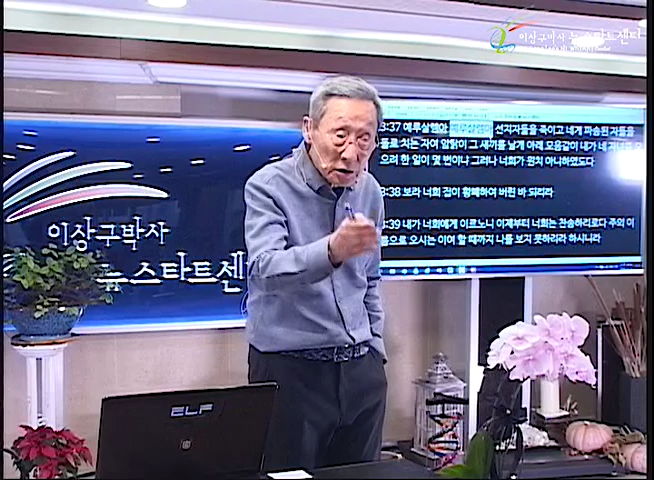 이상구박사 뉴스타트센터
3:37 예루살렘아 예루살렘아 선지자들을 죽이고 네게 파송된 자들을
돌로 치는 자여 암탉이 그 새끼를 날개 아래 모음같이 내가 네 자녀를 모
으려 한 일이 몇 번이냐 그러나 너희가 원치 아니하였도다
3:38 보라 너희 집이 황폐하여 버린 바 되리라
3:39 내가 너희에게 이르노니 이제부터 너희는 찬송하리로다 주의 이
름으로 오시는 이여 할 때까지 나를 보지 못하리라 하시니라
이상구박사
뉴스타트센
ELF